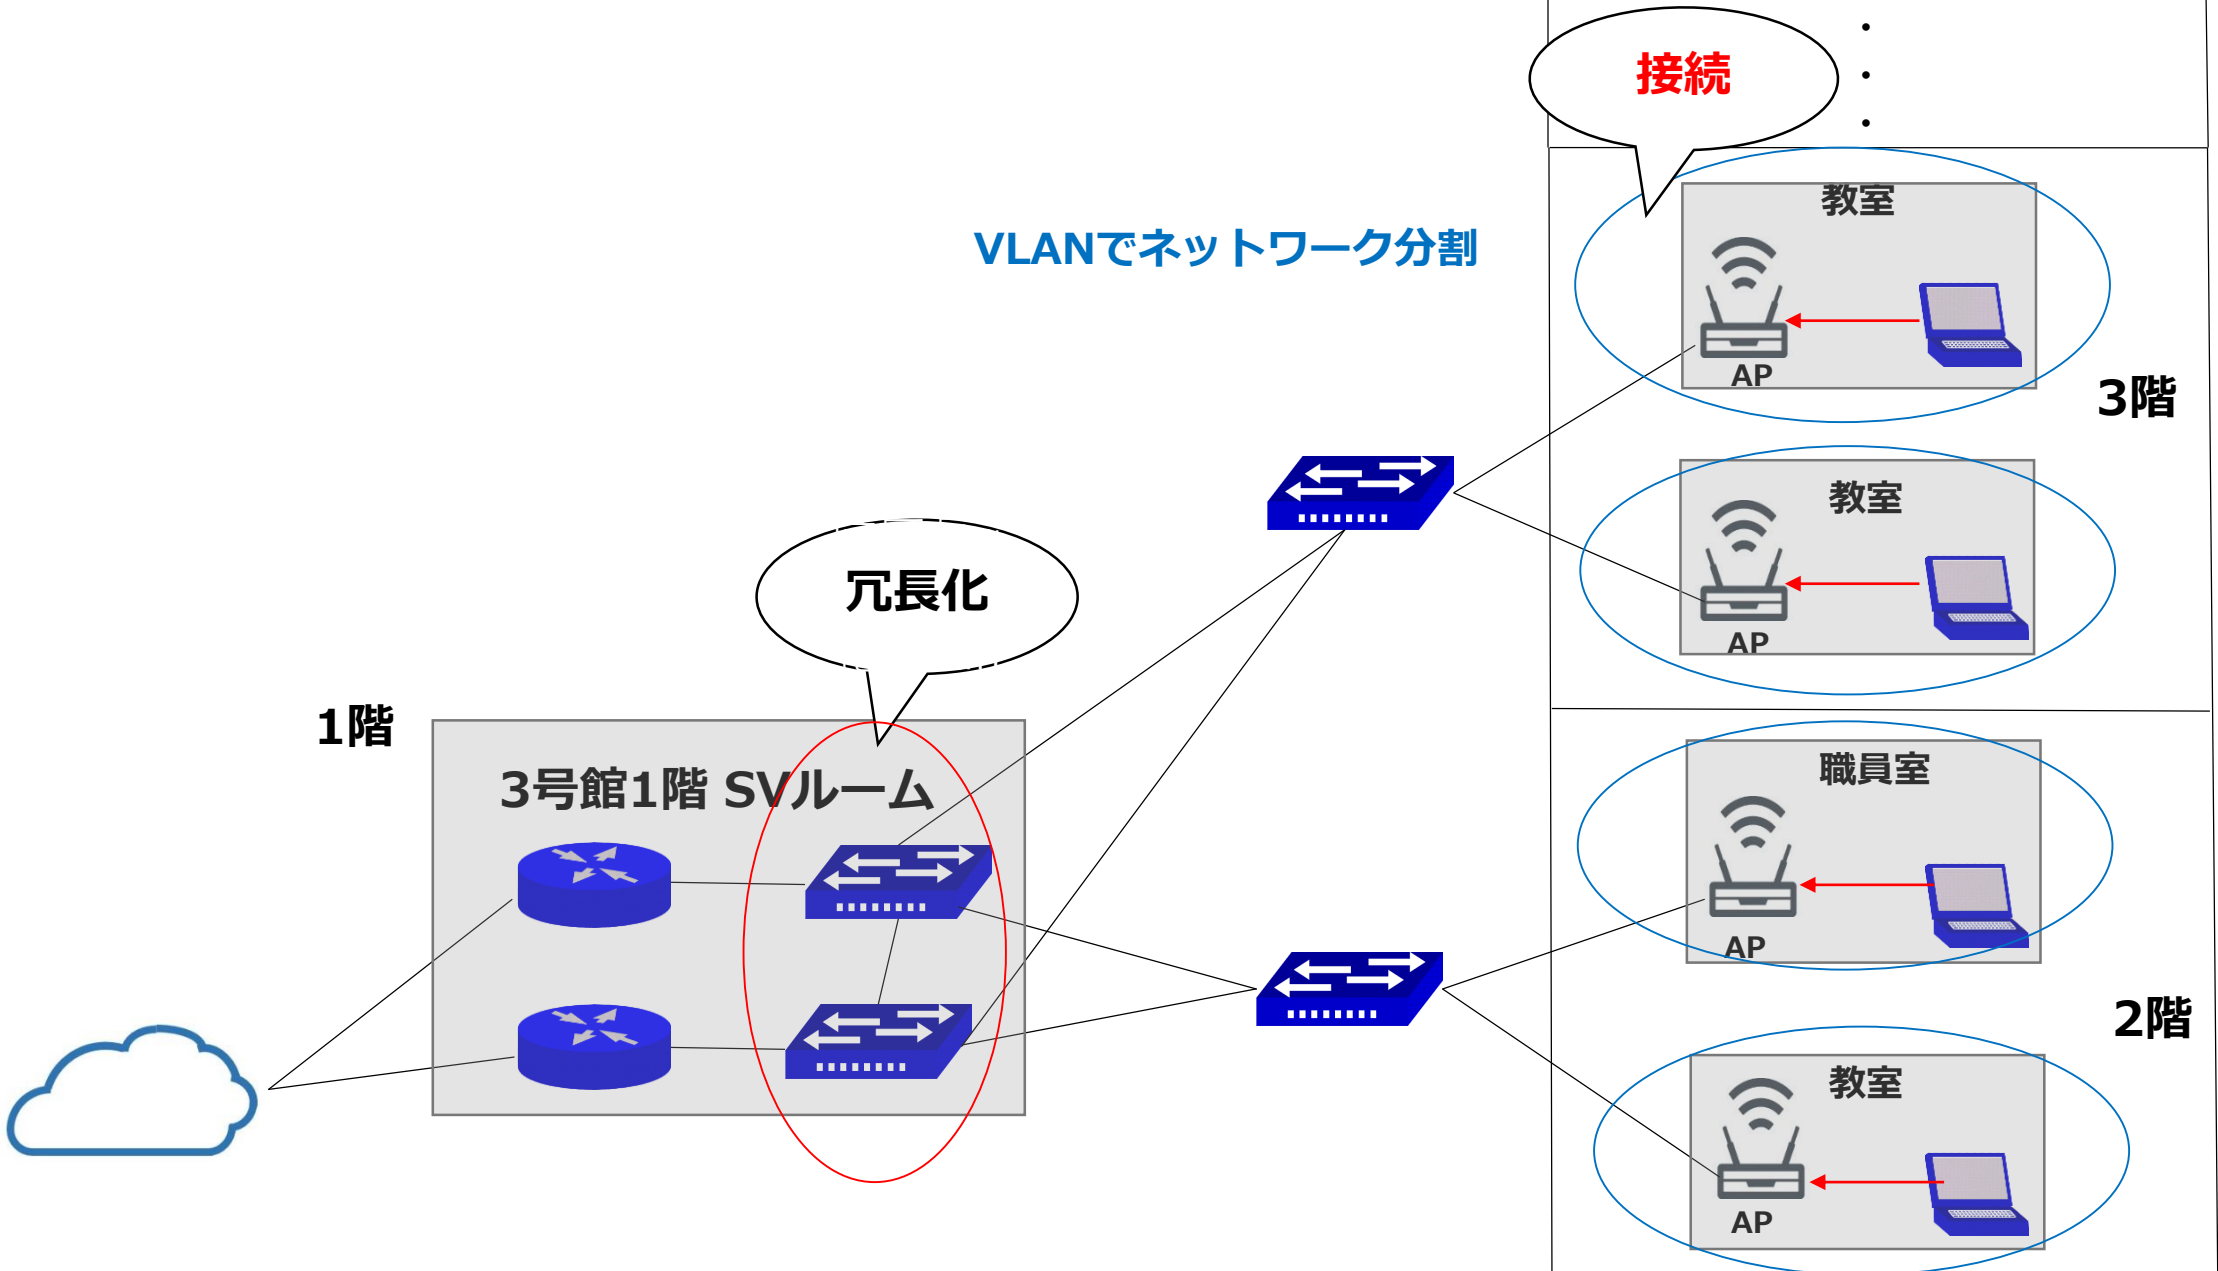 接続
・
・
・
教室
VLANでネットワーク分割
AP
3階
教室
冗長化
AP
1階
3号館1階 SVルーム
職員室
AP
2階
教室
AP